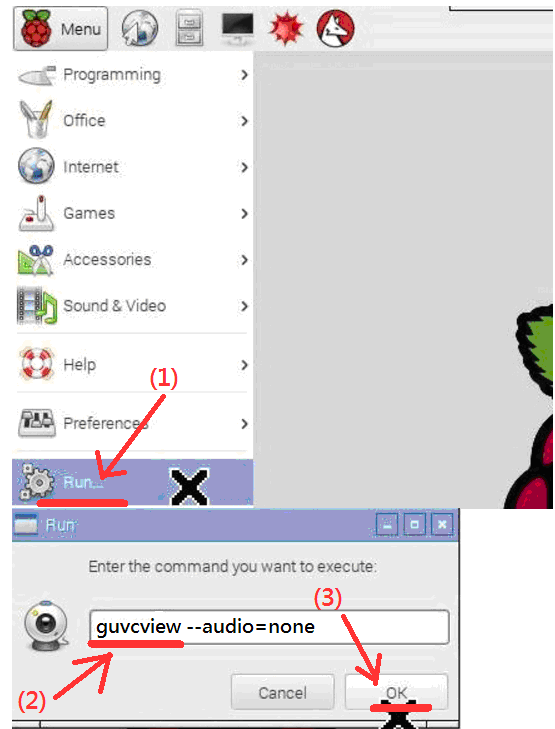 Menu
Programming
Office
Internet
Games
Accessories
Sound & Video
Help
(1)
Preferences
Run...
Run
Enter the command you want to execute:
(3)
guvcview --audio=none
(2)
Cancel
OK